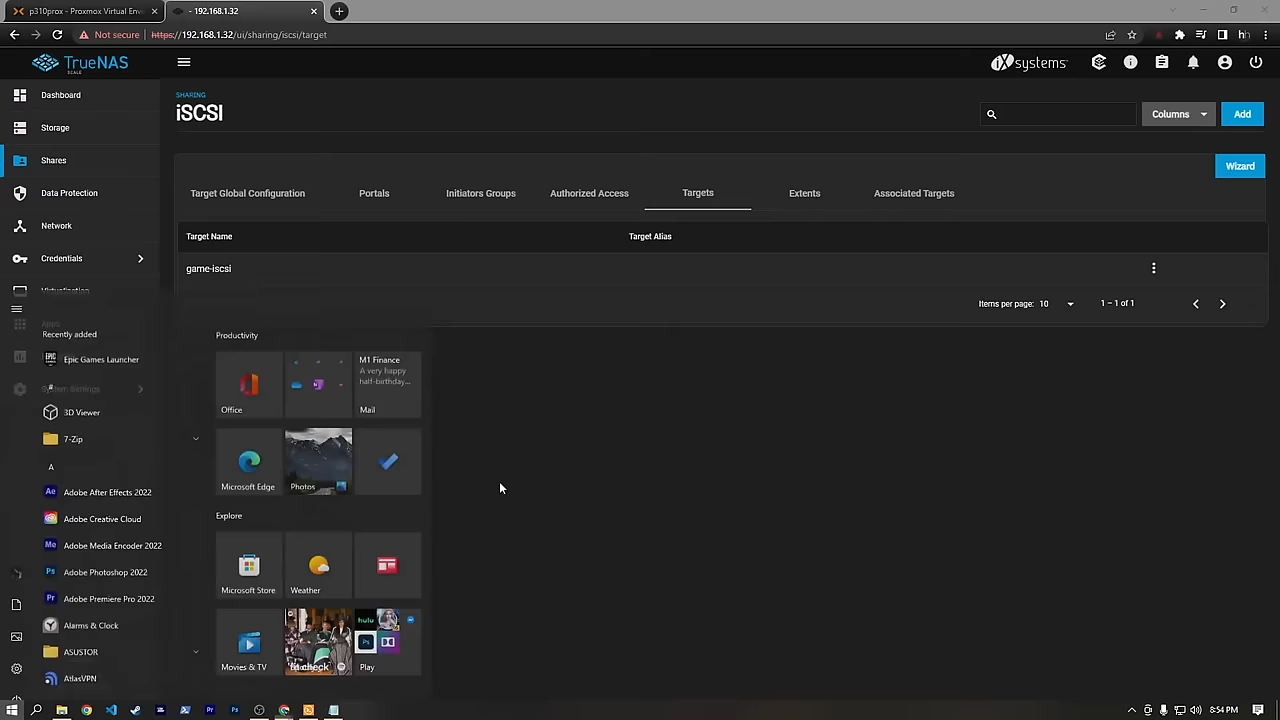 p310prox - Proxmox Virtual Env
- 192.168.1.32
Not secure
https://192.168.1.32/ui/sharing/iscsi/target
TrueNAS
SCALE
iXsystems
Dashboard
Storage
Shares
Data Protection
Network
Credentials
Virtualization
Apps
System Settings
SHARING
iSCSI
Columns
Add
Wizard
Target Global Configuration
Portals
Initiators Groups
Authorized Access
Targets
Extents
Associated Targets
Target Name
Target Alias
game-iscsi
Items per page: 10
1 – 1 of 1
Recently added
Epic Games Launcher
#
3D Viewer
7-Zip
A
Adobe After Effects 2022
Adobe Creative Cloud
Adobe Media Encoder 2022
Adobe Photoshop 2022
Adobe Premiere Pro 2022
Alarms & Clock
ASUSTOR
AtlasVPN
Productivity
Office
M1 Finance
A very happy
half-birthday...
Mail
Microsoft Edge
Photos
Explore
Microsoft Store
Weather
Movies & TV
hulu
Play
8:54 PM